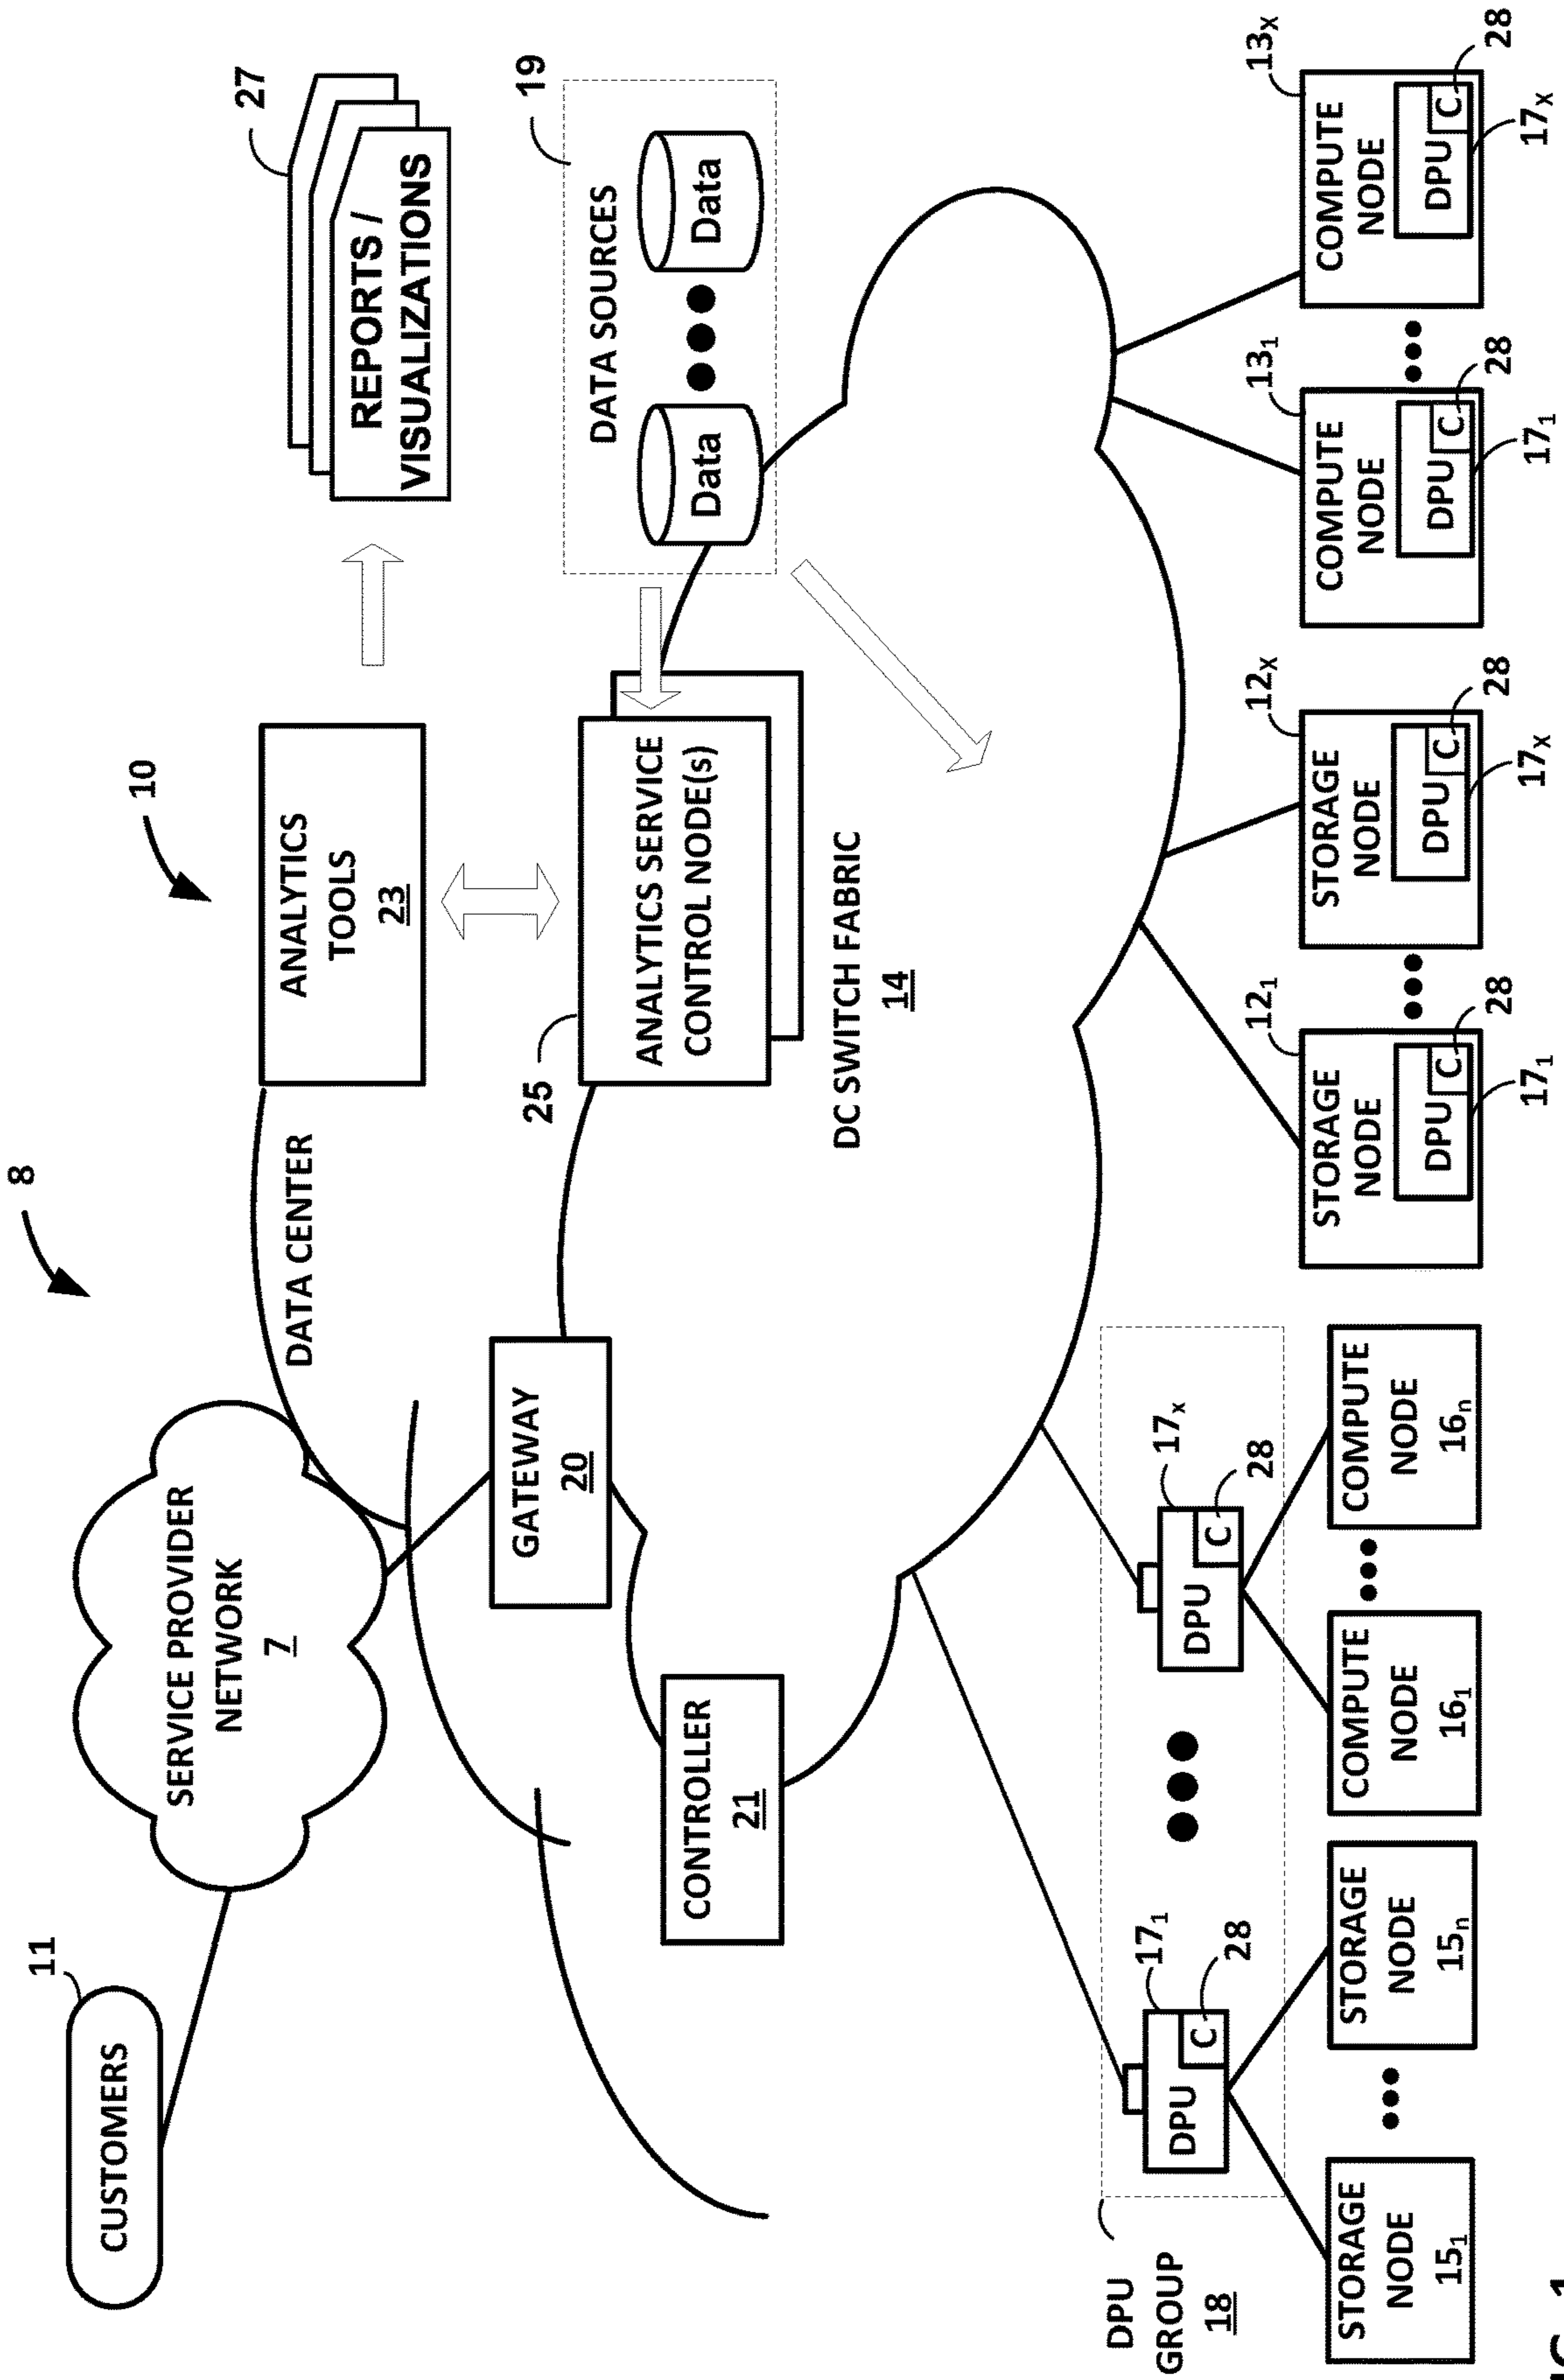 8
10
CUSTOMERS
11
SERVICE PROVIDER
NETWORK
7
DATA CENTER
ANALYTICS
TOOLS
23
27
REPORTS /
VISUALIZATIONS
GATEWAY
20
25
ANALYTICS SERVICE
CONTROL NODE(s)
19
DATA SOURCES
Data
Data
CONTROLLER
21
DC SWITCH FABRIC
14
DPU
GROUP
18
17₁
DPU
C
28
17ₓ
DPU
C
28
STORAGE
NODE
15₁
STORAGE
NODE
15ₙ
COMPUTE
NODE
16₁
COMPUTE
NODE
16ₙ
12₁
STORAGE
NODE
DPU
C
28
17₁
12ₓ
STORAGE
NODE
DPU
C
28
17ₓ
13₁
COMPUTE
NODE
DPU
C
28
17₁
13ₓ
COMPUTE
NODE
DPU
C
28
17ₓ